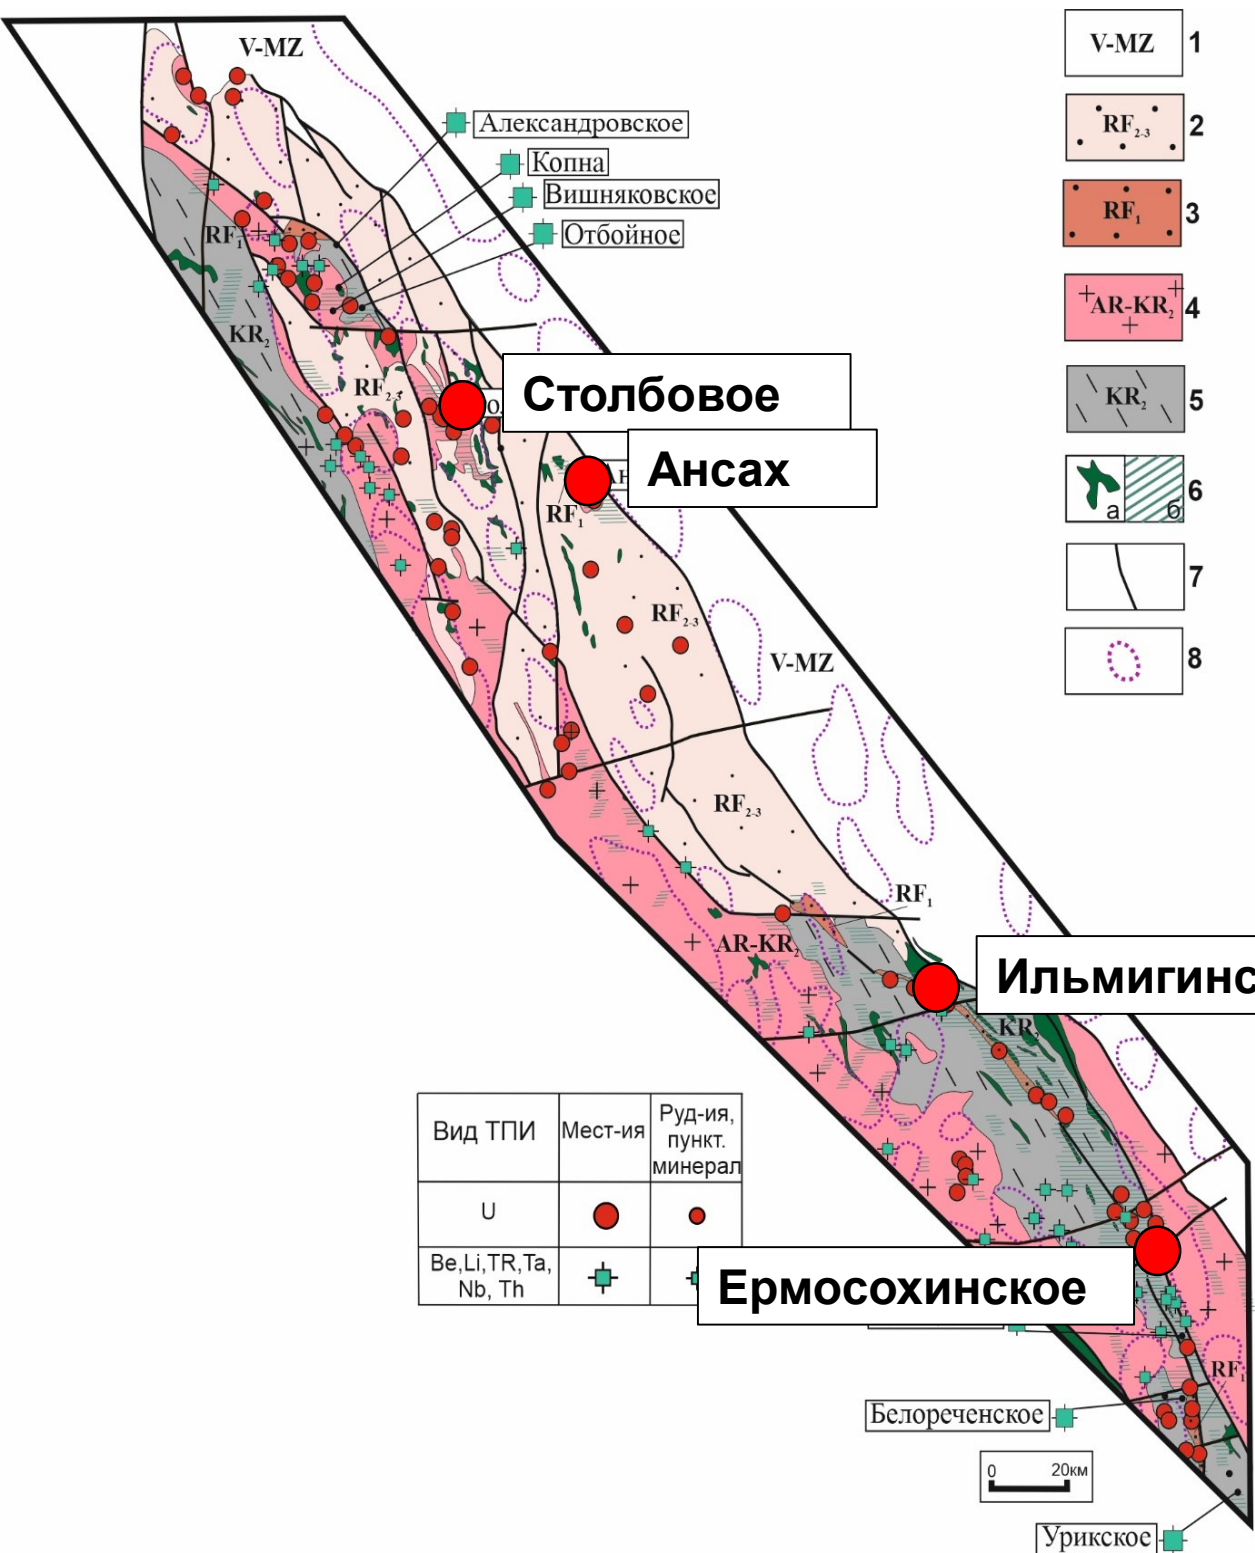 V-MZ
Александровское
Копна
Вишняковское
Отбойное
RF₁
KR₂
RF₂₋₃
Столбовое
Ансах
RF₁
RF₂₋₃
V-MZ
RF₂₋₃
RF₁
AR-KR₂
Ильмигинс
KR₂
Ермосохинское
RF₁
Белореченское
0 20км
Урикское
V-MZ 1
RF₂₋₃ 2
RF₁ 3
AR-KR₂ 4
KR₂ 5
а б 6
7
8
Вид ТПИ Мест-ия Руд-ия,
пункт.
минерал
U
Be,Li,TR,Ta,
Nb, Th